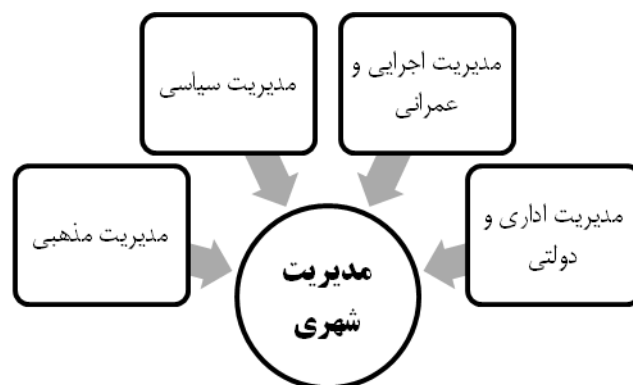 مدیریت اجرایی و
عمرانی
مدیریت سیاسی
مدیریت اداری و
دولتی
مدیریت مذهبی
مدیریت
شهری